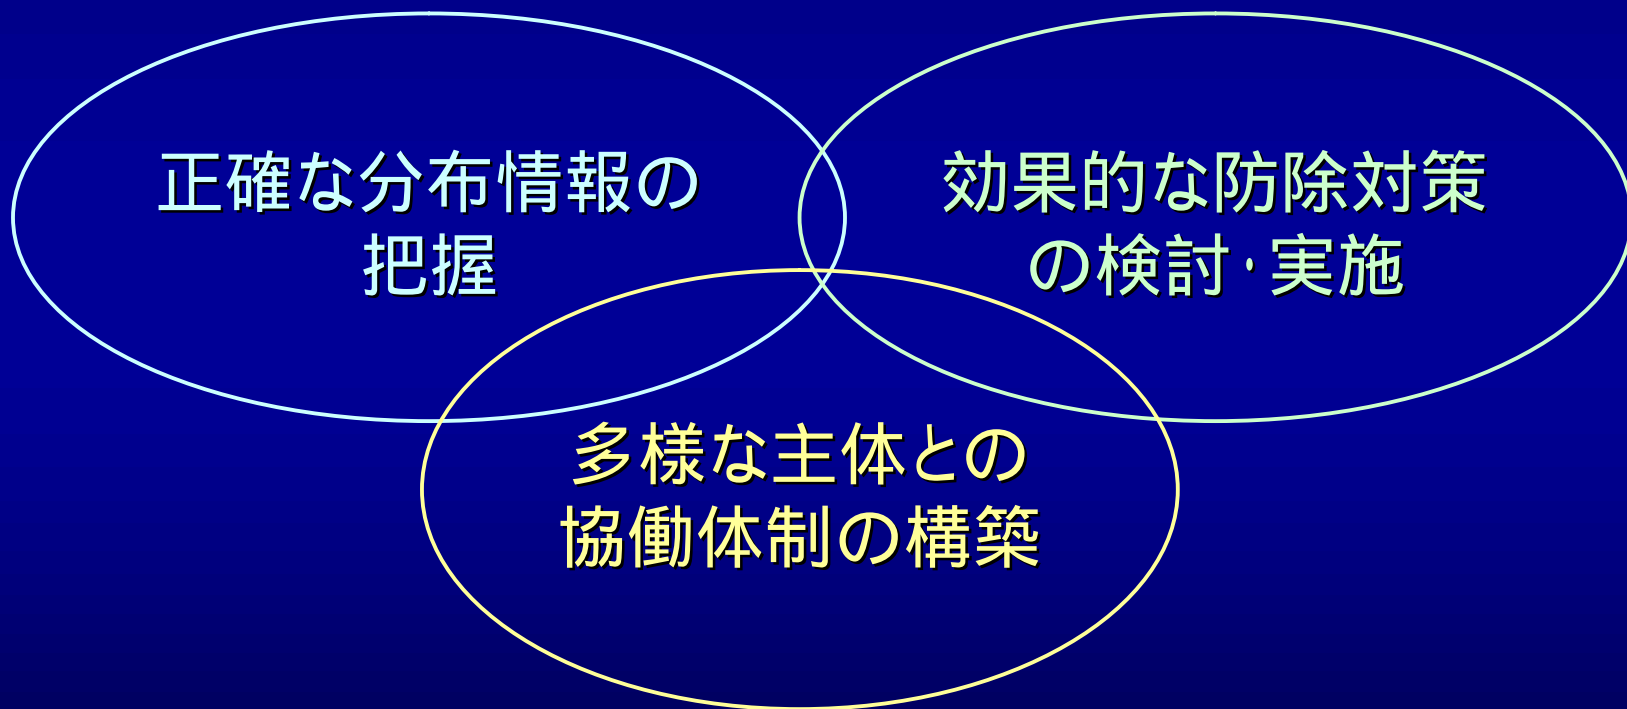 正確な分布情報の
把握
効果的な防除対策
の検討・実施
多様な主体との
協働体制の構築